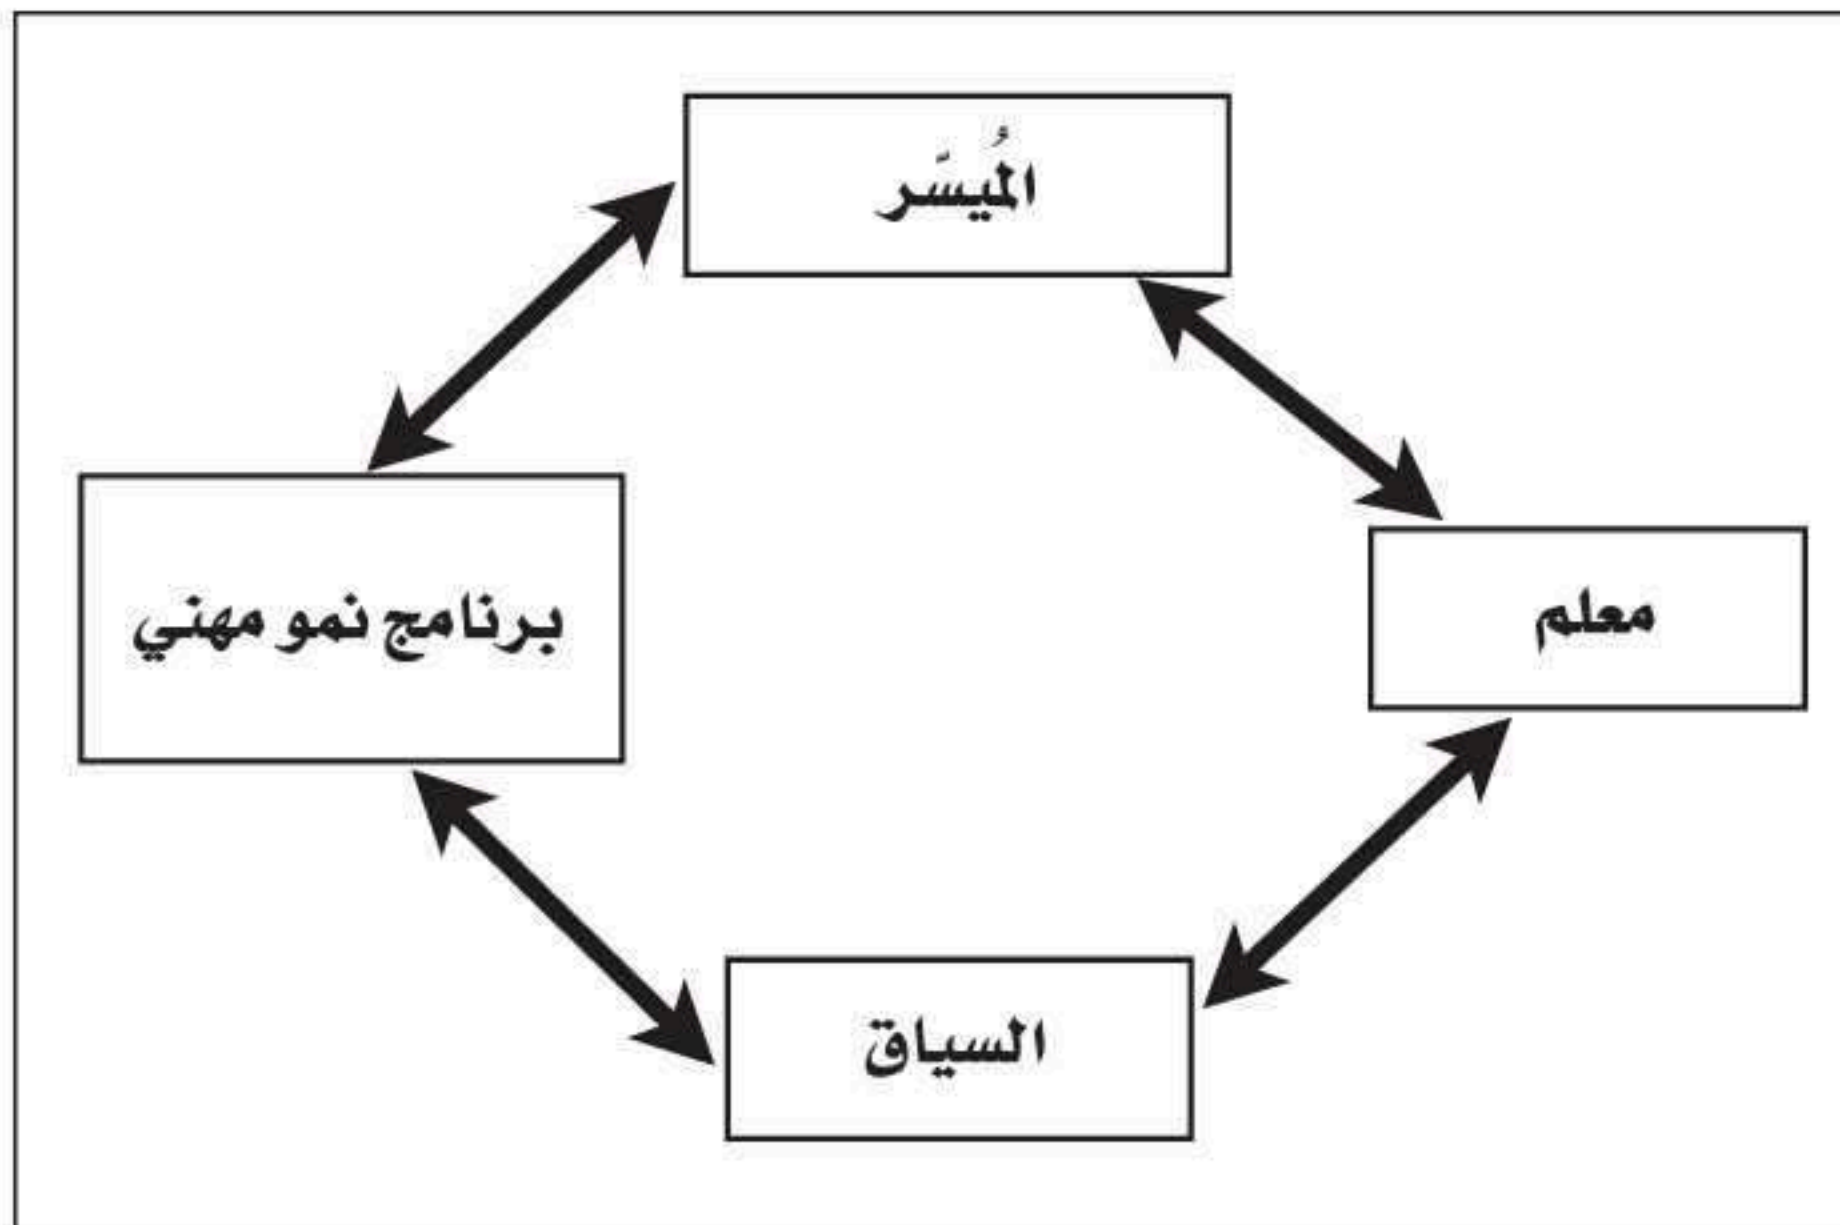 المُيسَر
معلم
برنامج نمو مهني
السياق